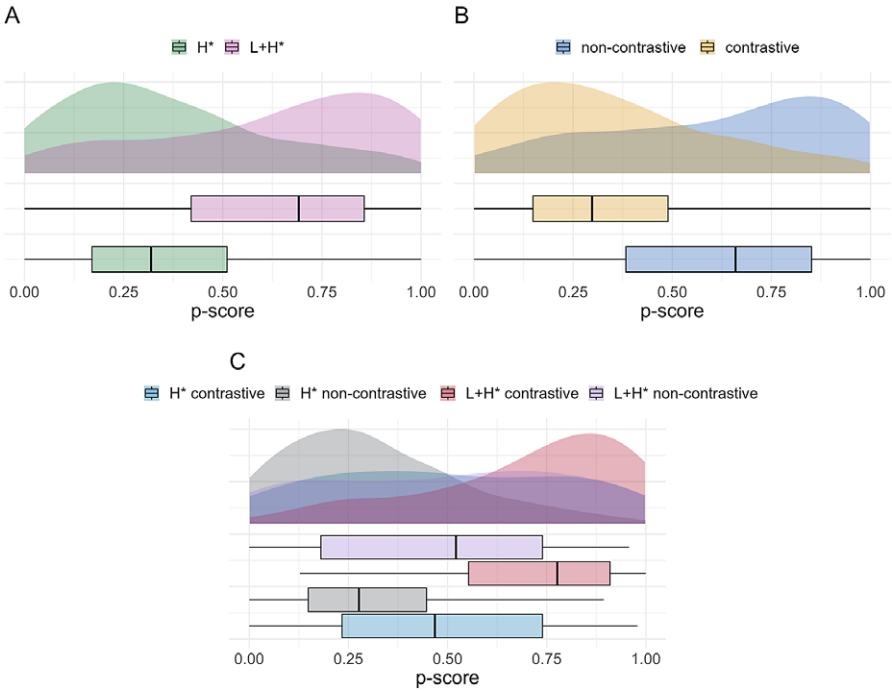 A
H* L+H*
0.00 0.25 0.50 0.75 1.00
p-score
B
non-contrastive contrastive
0.00 0.25 0.50 0.75 1.00
p-score
C
H* contrastive H* non-contrastive L+H* contrastive L+H* non-contrastive
0.00 0.25 0.50 0.75 1.00
p-score